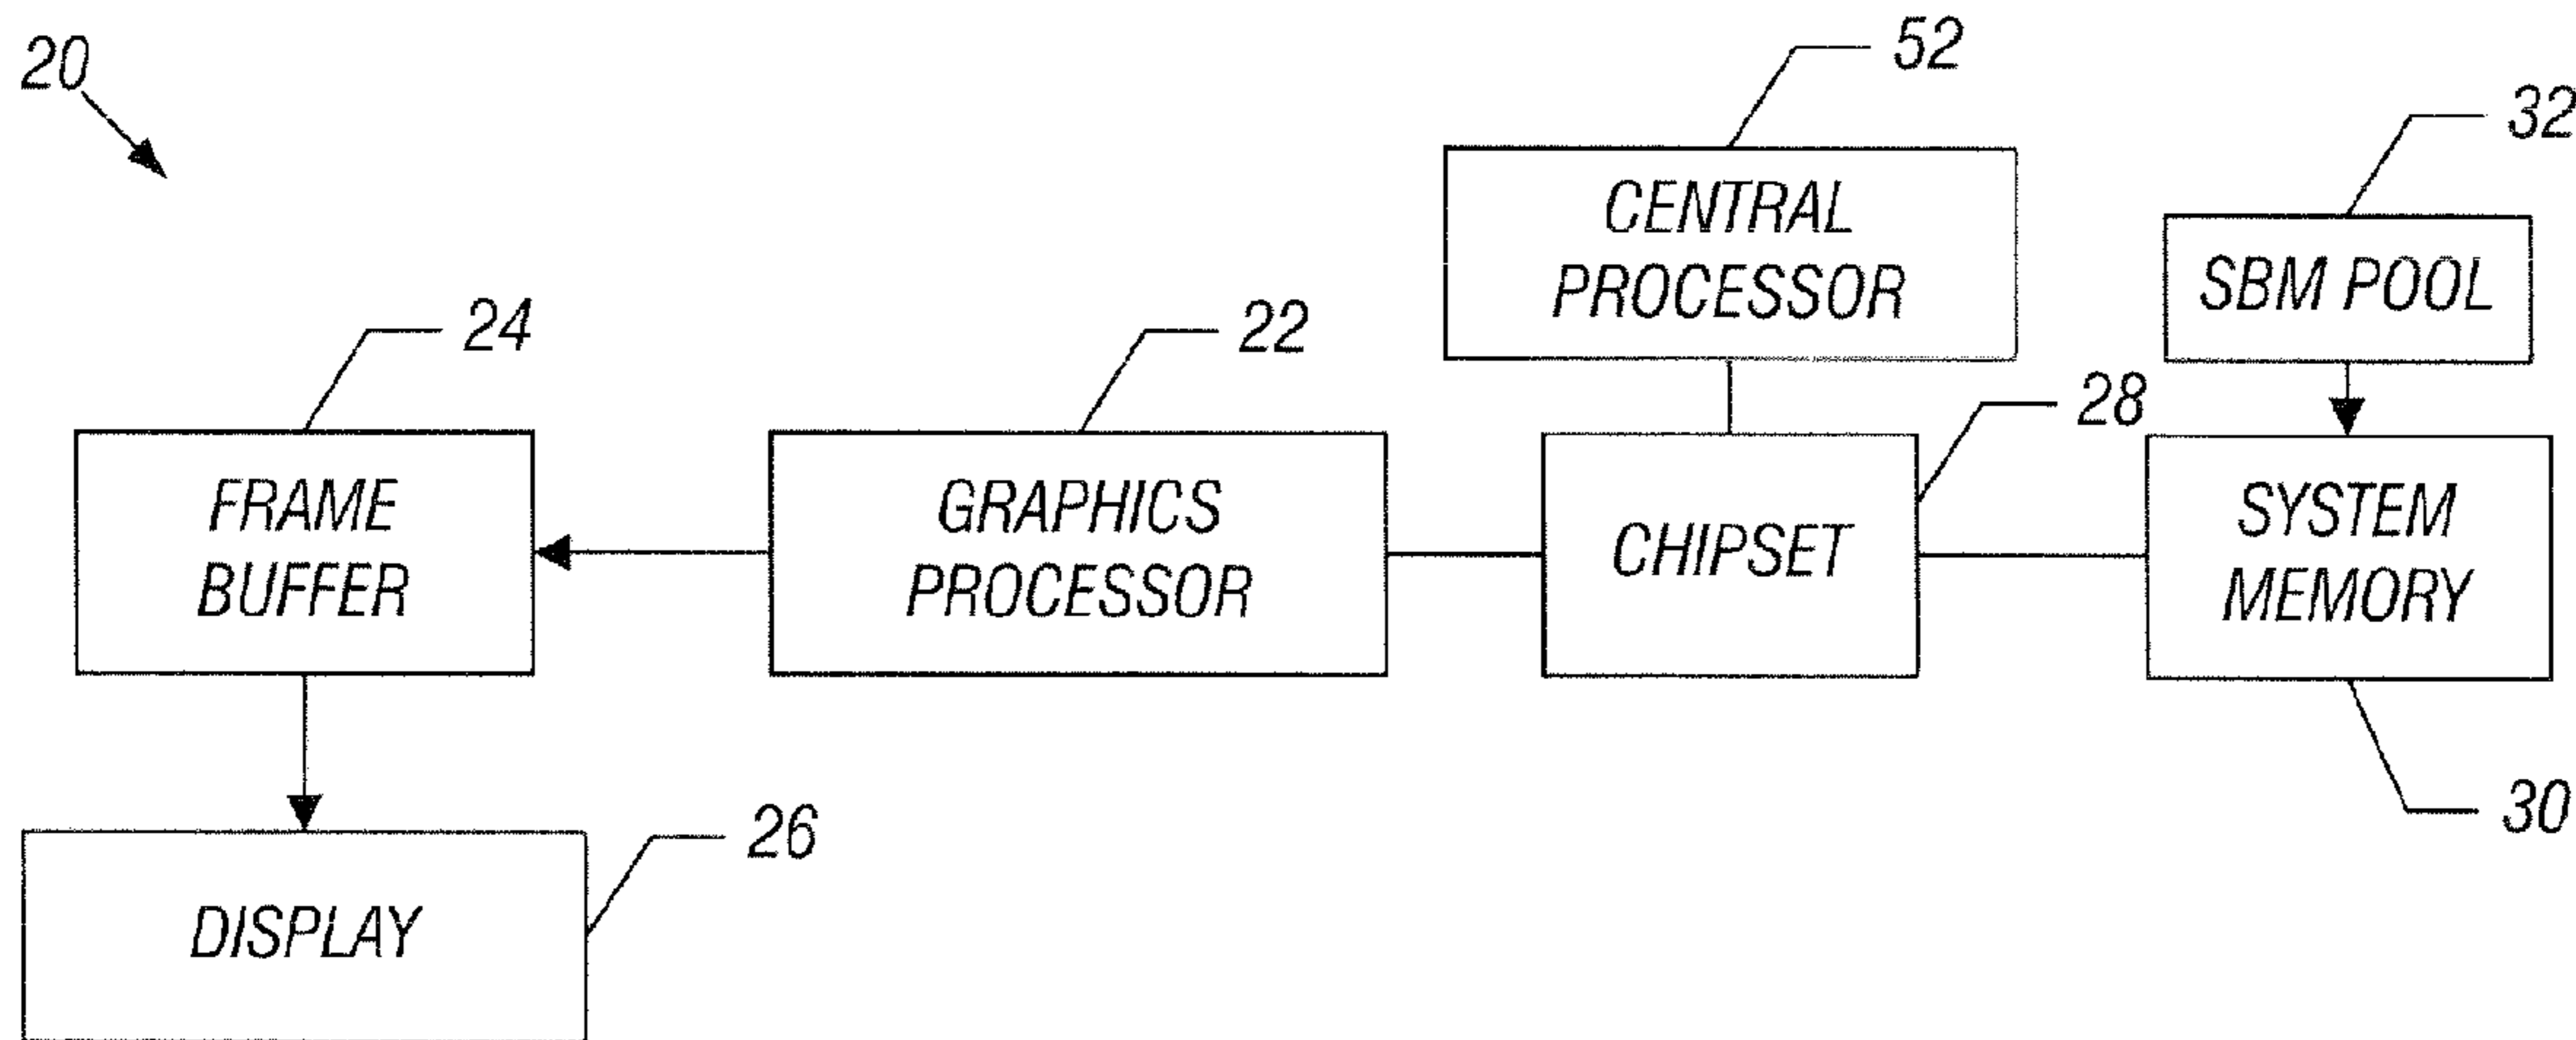 20
52
32
CENTRAL
PROCESSOR
SBM POOL
24
22
28
FRAME
BUFFER
GRAPHICS
PROCESSOR
CHIPSET
SYSTEM
MEMORY
26
30
DISPLAY